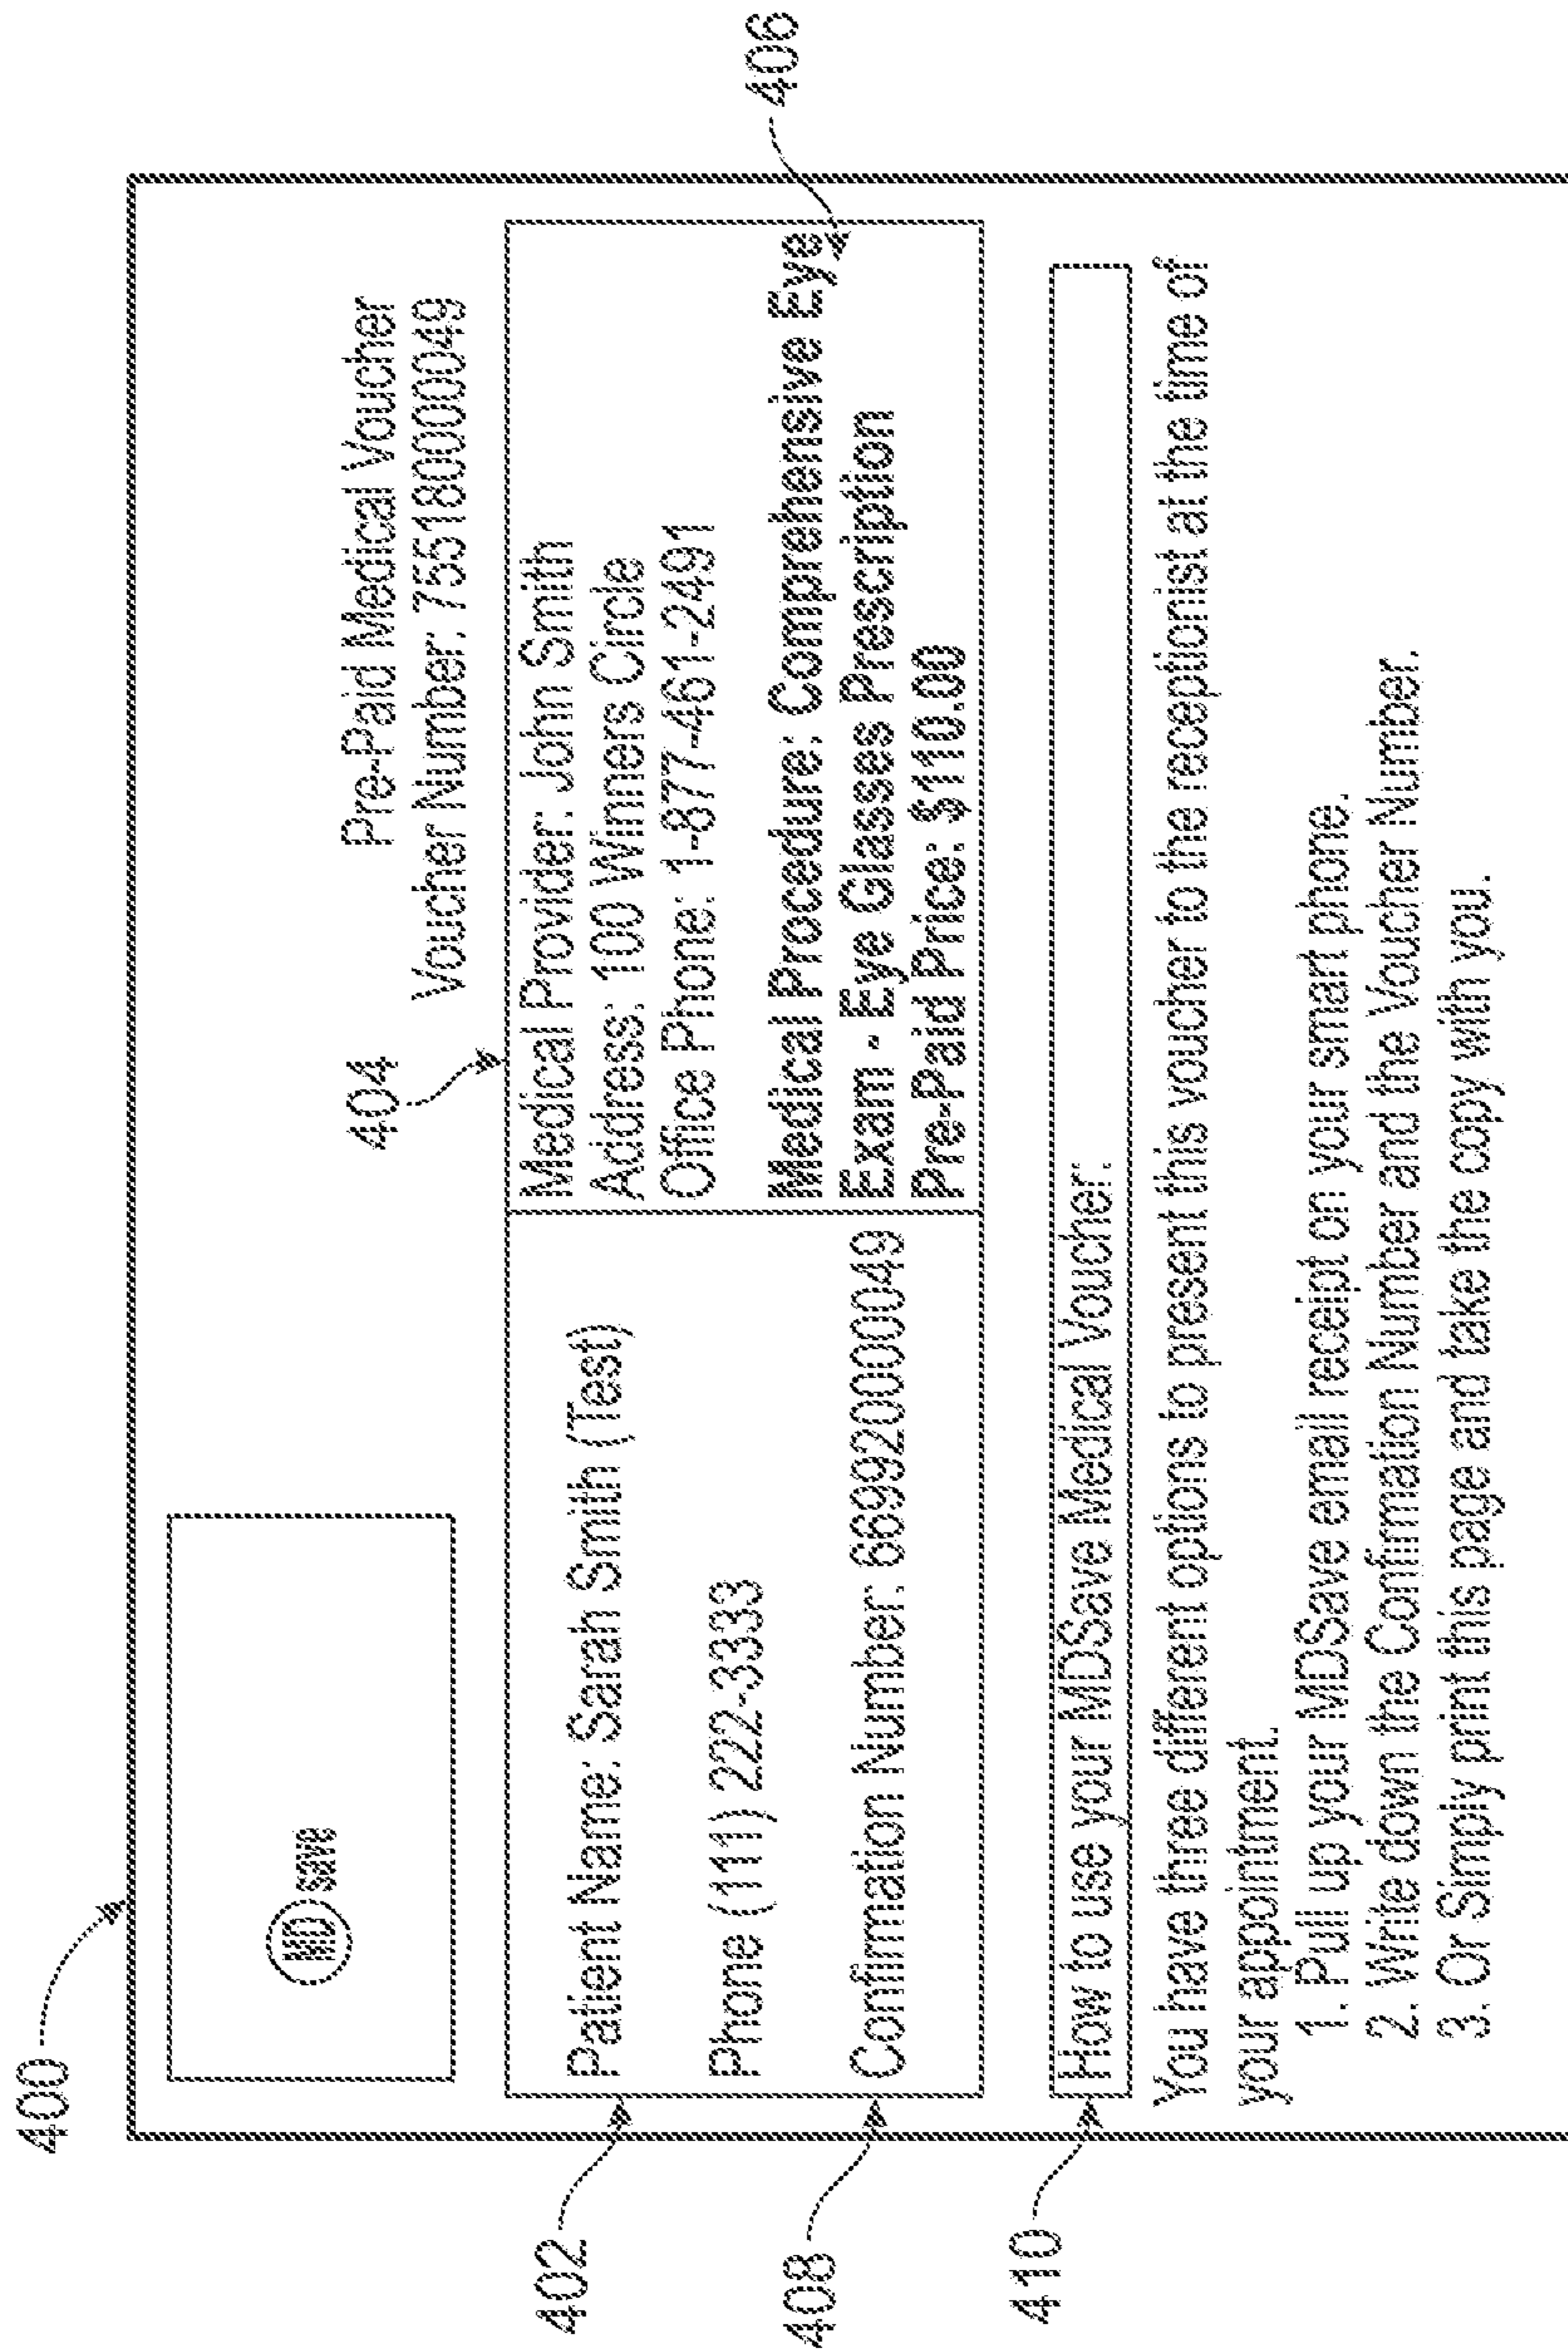 400
MD save
Pre-Paid Medical Voucher
Voucher Number: 75518000049
404
402
Patient Name: Sarah Smith (Test)
Phone (111) 222-3333
408
Confirmation Number: 66992000049
Medical Provider: John Smith
Address: 100 Winners Circle
Office Phone: 1-877-461-2491
Medical Procedure: Comprehensive Eye
Exam - Eye Glasses Prescription
Pre-Paid Price: $110.00
406
410
How to use your MDSave Medical Voucher:
You have three different options to present this voucher to the receptionist at the time of
your appointment.
1. Pull up your MDSave email receipt on your smart phone.
2. Write down the Confirmation Number and the Voucher Number.
3. Or Simply print this page and take the copy with you.